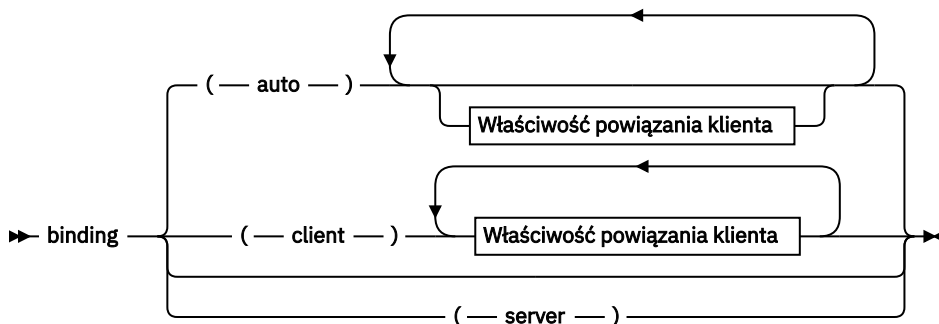 ( auto )
Właściwość powiązania klienta
binding ( client ) Właściwość powiązania klienta
( server )